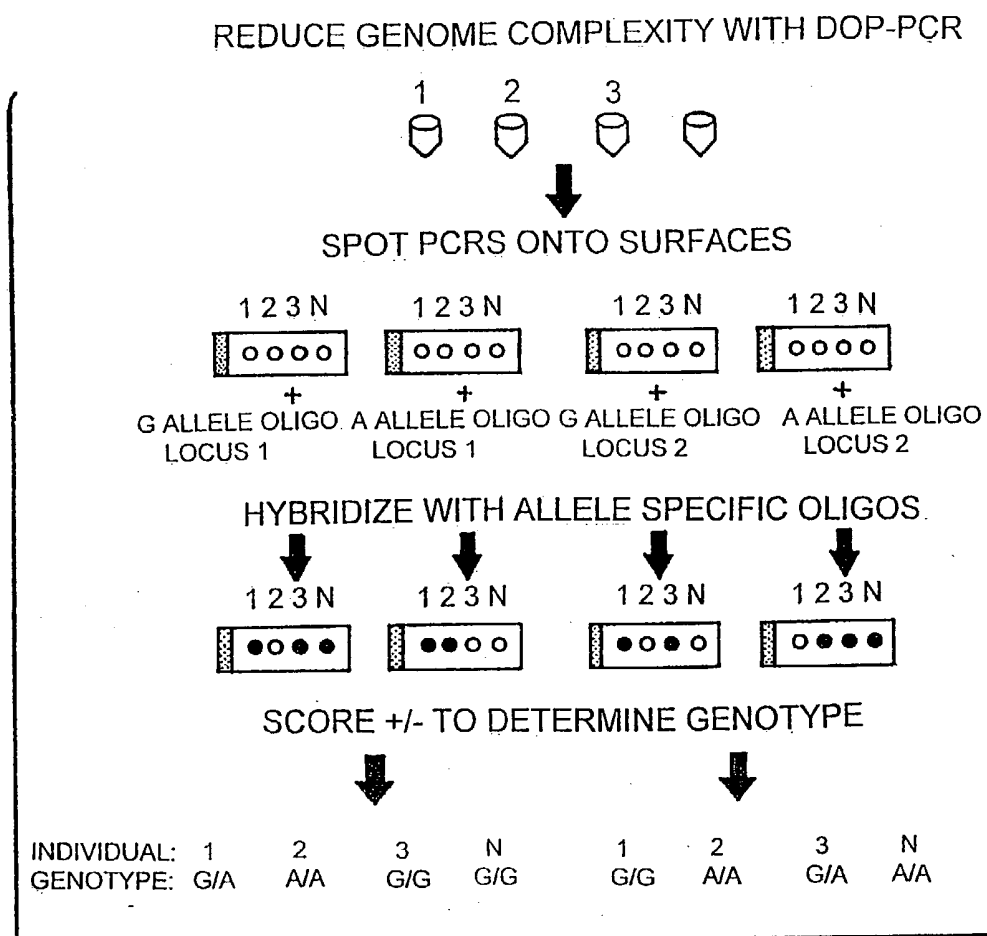 REDUCE GENOME COMPLEXITY WITH DOP-PCR
1 2 3
SPOT PCRS ONTO SURFACES
1 2 3 N 1 2 3 N 1 2 3 N 1 2 3 N
+ + + +
G ALLELE OLIGO A ALLELE OLIGO G ALLELE OLIGO A ALLELE OLIGO
LOCUS 1 LOCUS 1 LOCUS 2 LOCUS 2
HYBRIDIZE WITH ALLELE SPECIFIC OLIGOS
1 2 3 N 1 2 3 N 1 2 3 N 1 2 3 N
SCORE +/- TO DETERMINE GENOTYPE
INDIVIDUAL: 1 2 3 N 1 2 3 N
GENOTYPE: G/A A/A G/G G/G G/G A/A G/A A/A